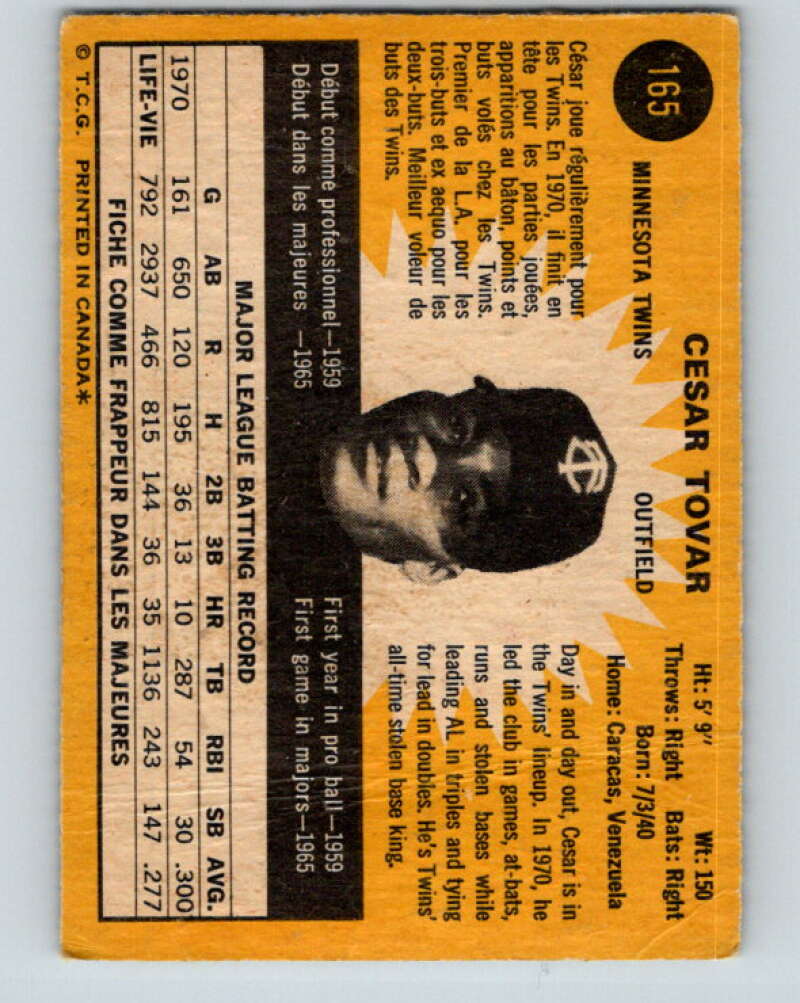 165
CESAR TOVAR
MINNESOTA TWINS
OUTFIELD
Ht: 5' 9" Wt: 150
Throws: Right Bats: Right
Born: 7/3/40
Home: Caracas, Venezuela
César joue régulièrement pour
les Twins. En 1970, il finit en
tête pour les parties jouées,
apparitions au bâton, points et
buts volés chez les Twins.
Premier de la L.A. pour les
trois-buts et ex aequo pour les
deux-buts. Meilleur voleur de
buts des Twins.
TC
Day in and day out, Cesar is in
the Twins' lineup. In 1970, he
led the club in games, at-bats,
runs and stolen bases while
leading AL in triples and tying
for lead in doubles. He's Twins'
all-time stolen base king.
Début comme professionnel—1959
Début dans les majeures —1965
First year in pro ball—1959
First game in majors—1965
MAJOR LEAGUE BATTING RECORD
G AB R H 2B 3B HR TB RBI SB AVG.
1970 161 650 120 195 36 13 10 287 54 30 .300
LIFE-VIE 792 2937 466 815 144 36 35 1136 243 147 .277
FICHE COMME FRAPPEUR DANS LES MAJEURES
© T.C.G. PRINTED IN CANADA*